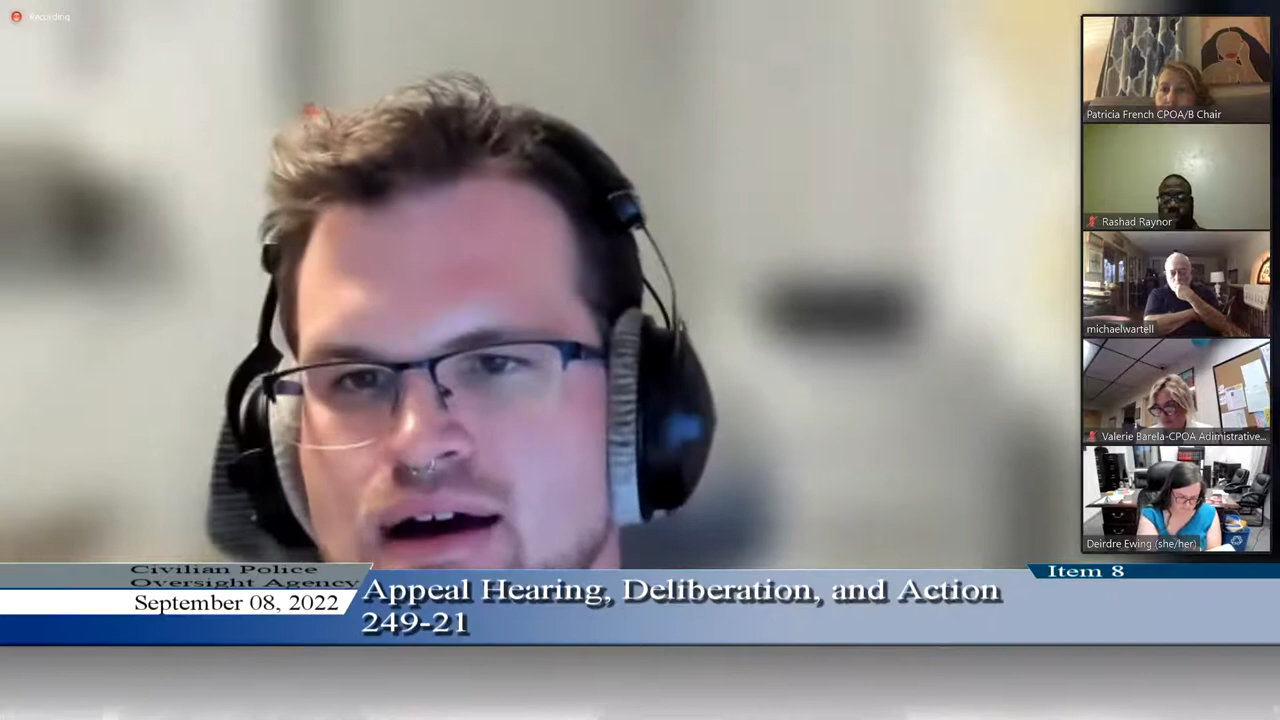 Recording
Patricia French CPOA/B Chair
Rashad Raynor
michaelwartell
Valerie Barela-CPOA Adimistrative...
Deirdre Ewing (she/her)
Civilian Police
Oversight Agency
September 08, 2022
Appeal Hearing, Deliberation, and Action
249-21
Item 8